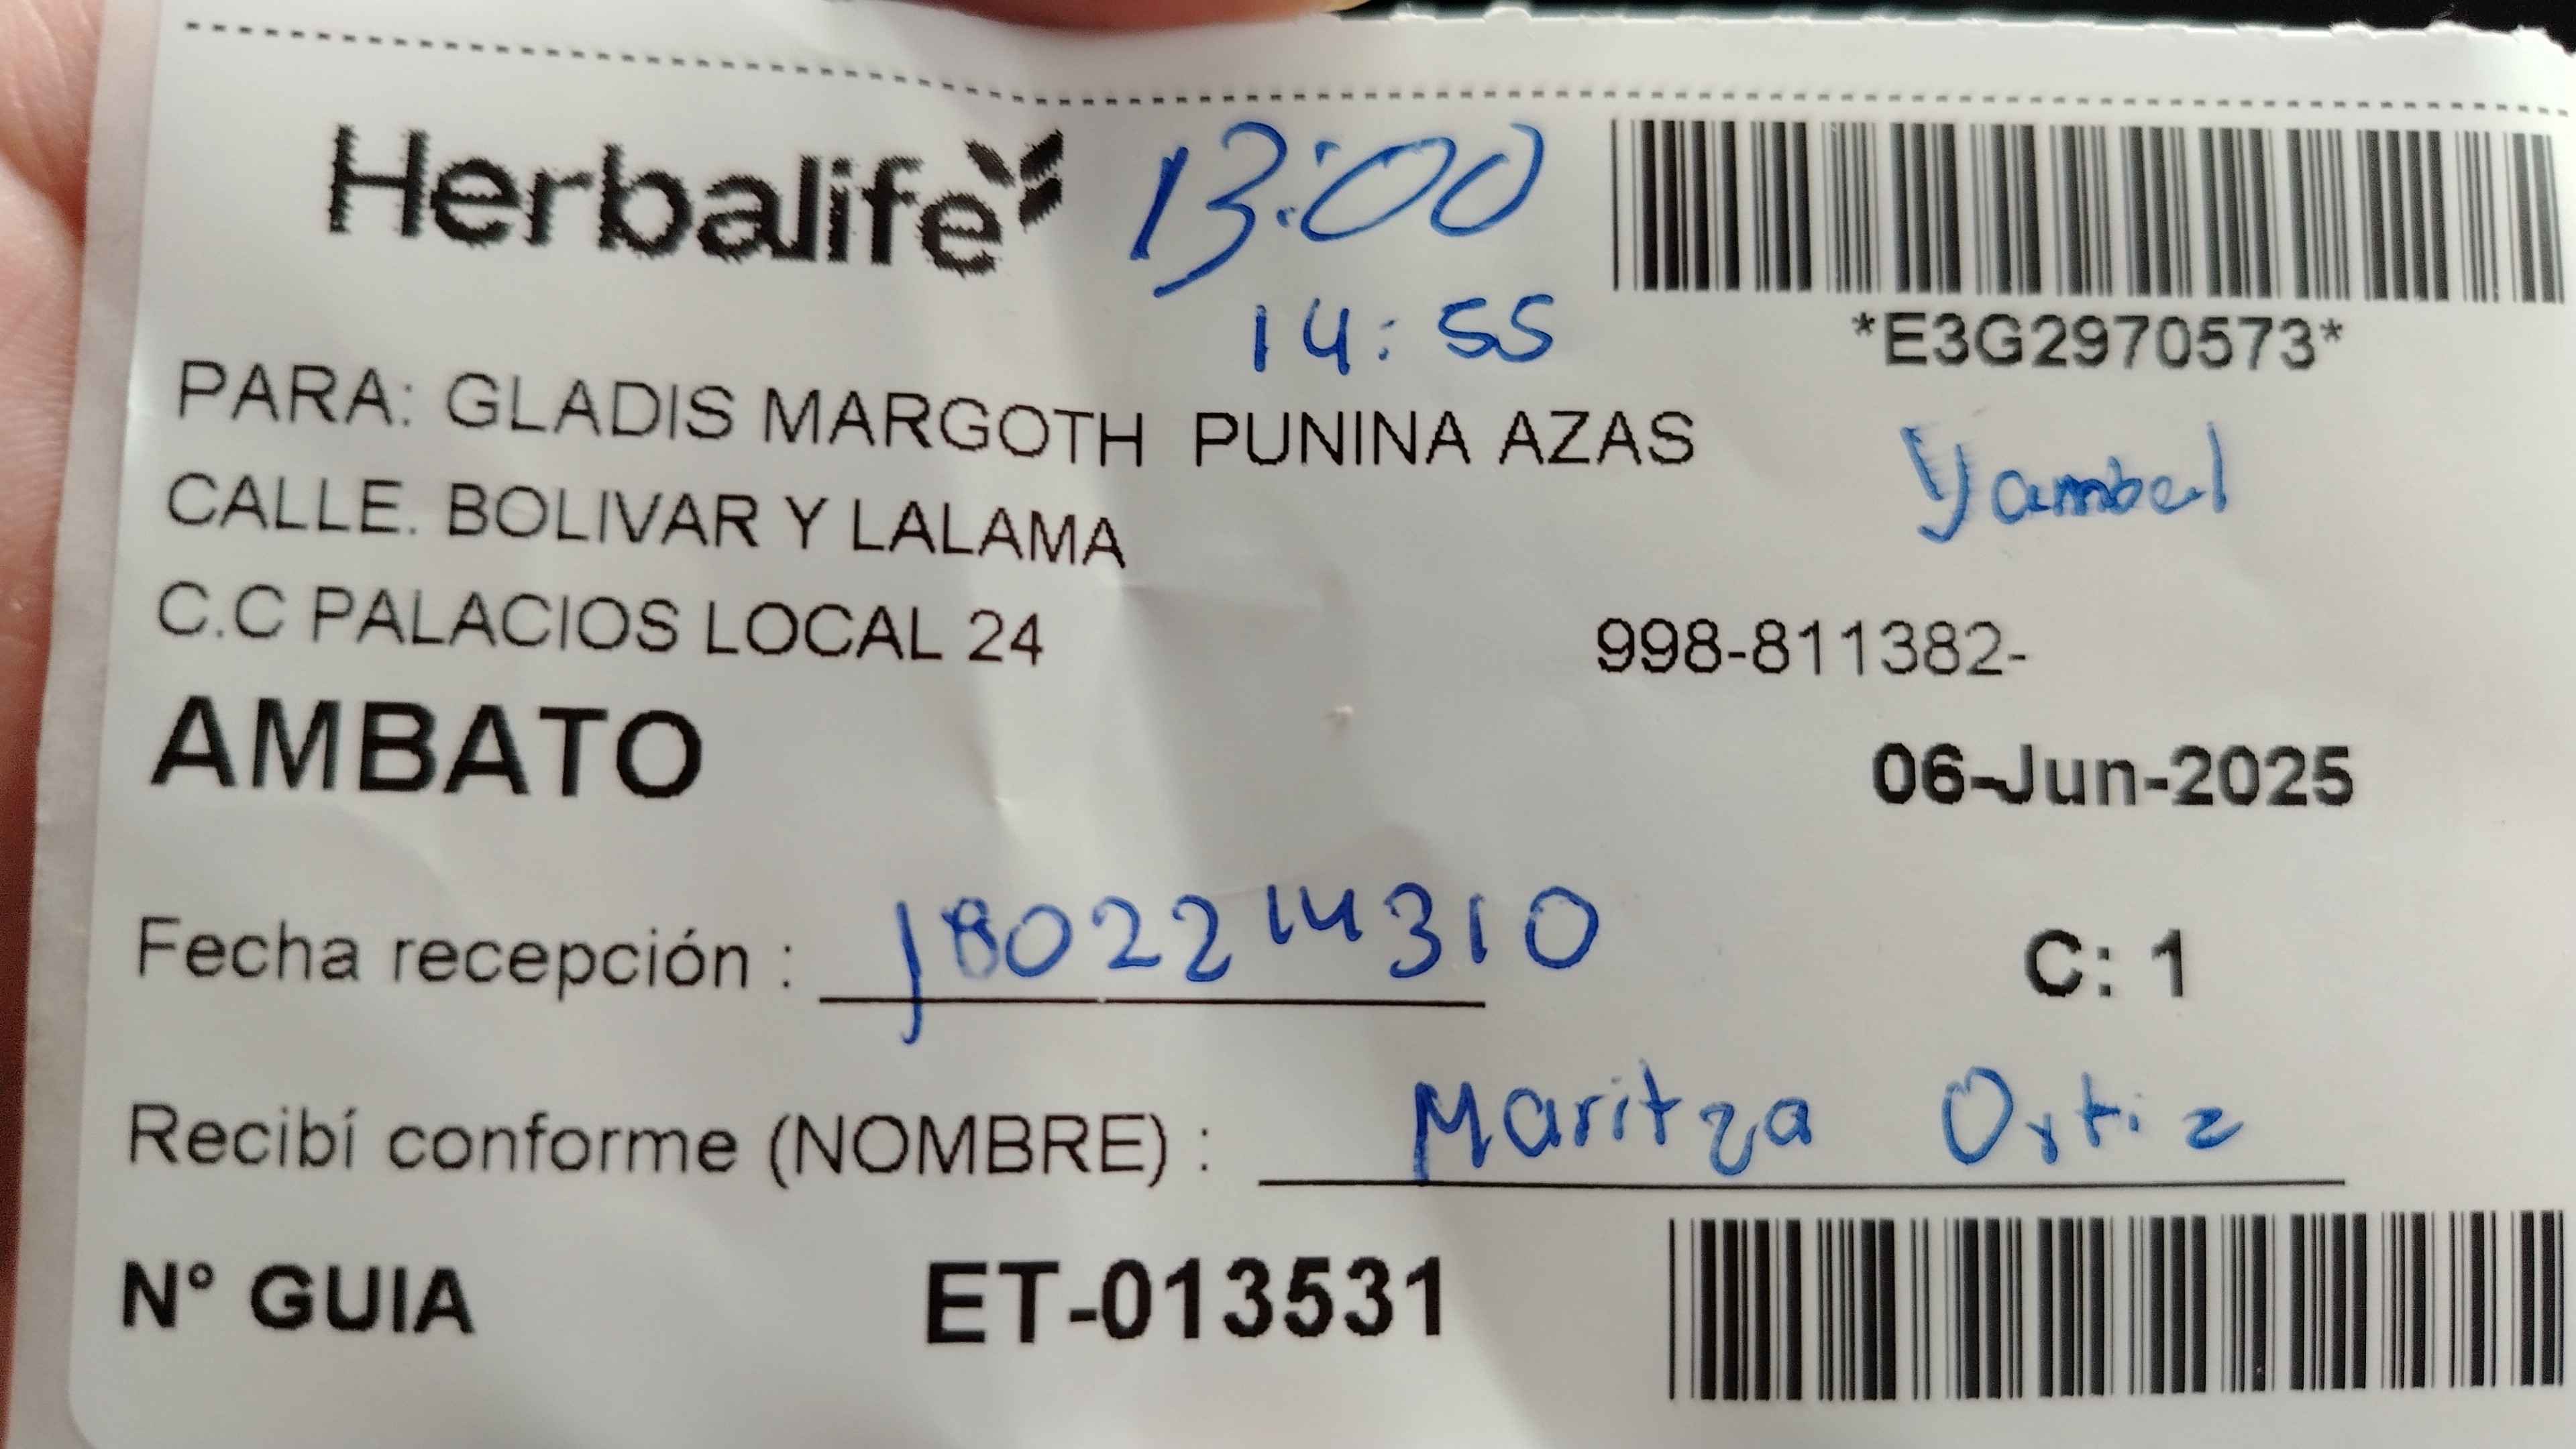 Herbalife 13:00
14:55
*E3G2970573*
PARA: GLADIS MARGOTH PUNINA AZAS
Yambel
CALLE. BOLIVAR Y LALAMA
C.C PALACIOS LOCAL 24
998-811382-
AMBATO
06-Jun-2025
Fecha recepción : 1802214310
C: 1
Recibí conforme (NOMBRE) : Maritza Ortiz
N° GUIA ET-013531